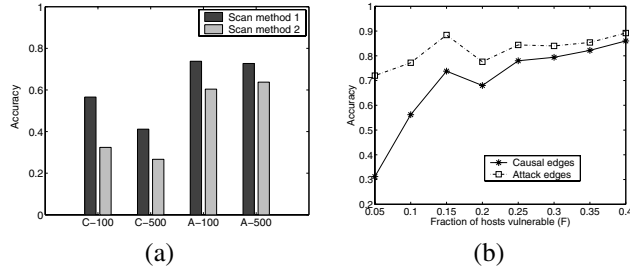 1
0.8
0.6
0.4
0.2
0
Accuracy
Scan method 1
Scan method 2
C-100
C-500
A-100
A-500
(a)
0.9
0.8
0.7
0.6
0.5
0.4
0.3
0.2
Accuracy
Causal edges
Attack edges
0.05
0.1
0.15
0.2
0.25
0.3
0.35
0.4
Fraction of hosts vulnerable (F)
(b)